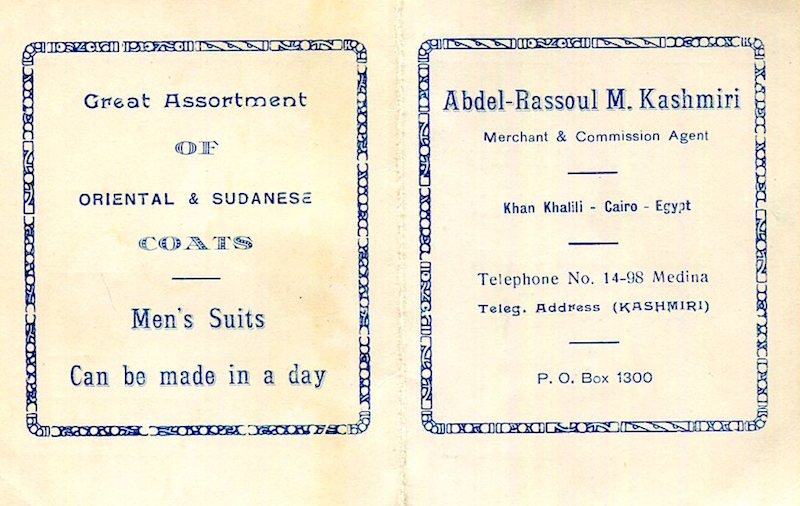 Great Assortment
OF
ORIENTAL & SUDANESE
COATS
Men's Suits
Can be made in a day
Abdel-Rassoul M. Kashmiri
Merchant & Commission Agent
Khan Khalili - Cairo - Egypt
Telephone No. 14-98 Medina
Teleg. Address (KASHMIRI)
P. O. Box 1300